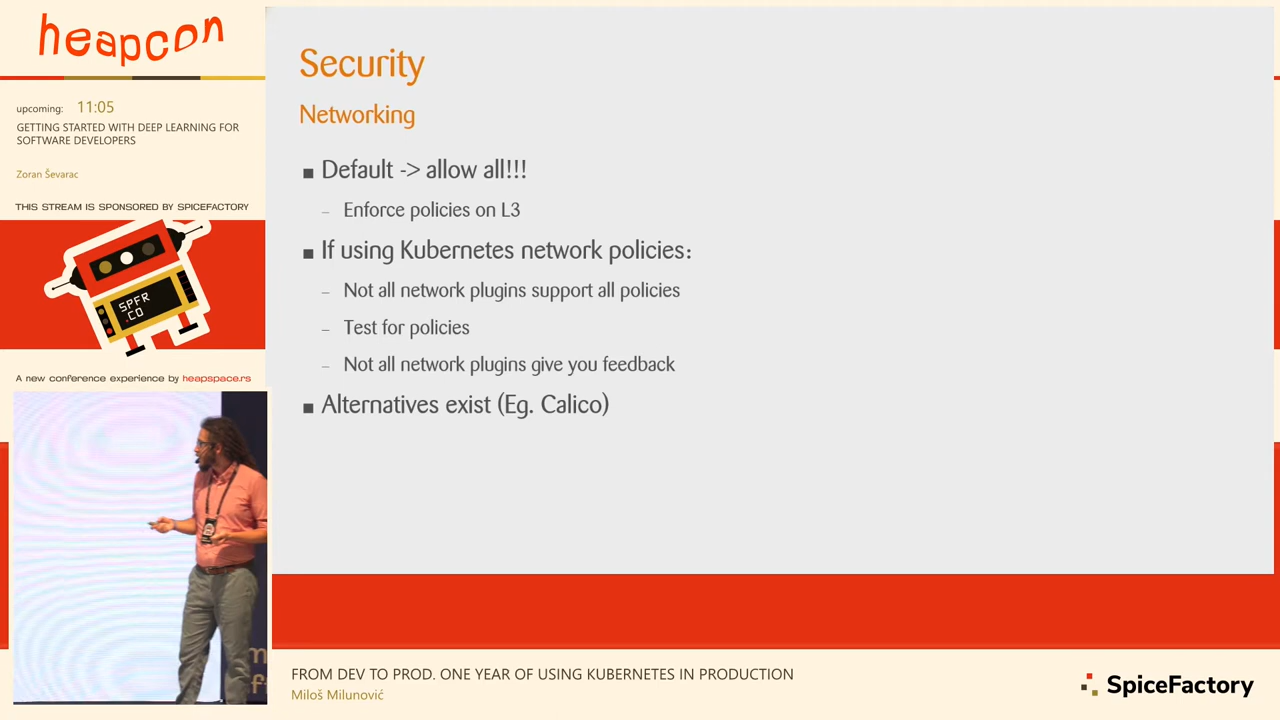 heapcon
upcoming: 11:05
GETTING STARTED WITH DEEP LEARNING FOR
SOFTWARE DEVELOPERS
Zoran Ševarac
THIS STREAM IS SPONSORED BY SPICEFACTORY
SPFR
.CO
A new conference experience by heapspace.rs
Security
Networking
■ Default -> allow all!!!
– Enforce policies on L3
■ If using Kubernetes network policies:
– Not all network plugins support all policies
– Test for policies
– Not all network plugins give you feedback
■ Alternatives exist (Eg. Calico)
FROM DEV TO PROD. ONE YEAR OF USING KUBERNETES IN PRODUCTION
Miloš Milunović
SpiceFactory